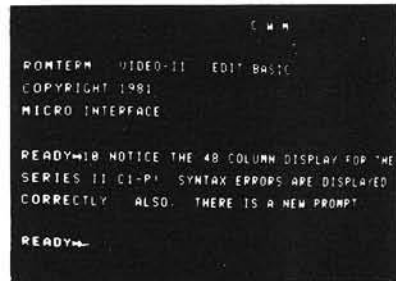 C W M
ROMTERM VIDEO-II EDIT BASIC
COPYRIGHT 1981
MICRO INTERFACE
READY→10 NOTICE THE 48 COLUMN DISPLAY FOR THE
SERIES II C1-P! SYNTAX ERRORS ARE DISPLAYED
CORRECTLY ALSO. THERE IS A NEW PROMPT
READY→